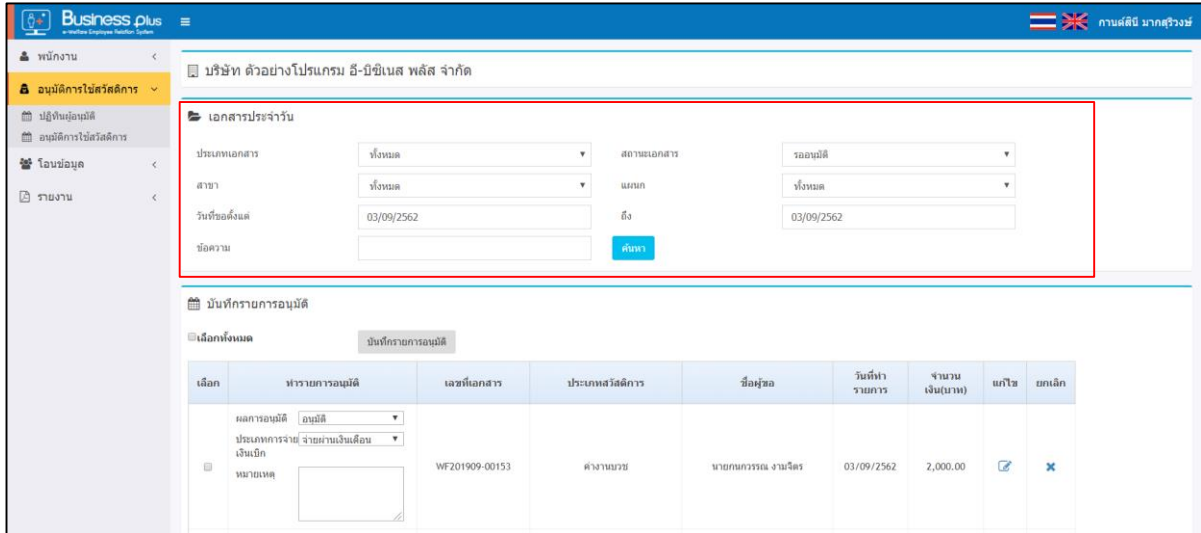 Business plus
e-Welfare Employee Relation System
กานต์สินี มากสุริวงษ์
พนักงาน
อนุมัติการใช้สวัสดิการ
ปฏิทินผู้อนุมัติ
อนุมัติการใช้สวัสดิการ
โอนข้อมูล
รายงาน
บริษัท ตัวอย่างโปรแกรม อี-บิซิเนส พลัส จำกัด
เอกสารประจำวัน
ประเภทเอกสาร ทั้งหมด สถานะเอกสาร รออนุมัติ
สาขา ทั้งหมด แผนก ทั้งหมด
วันที่ขอตั้งแต่ 03/09/2562 ถึง 03/09/2562
ข้อความ ค้นหา
บันทึกรายการอนุมัติ
เลือกทั้งหมด บันทึกรายการอนุมัติ
เลือก ทำรายการอนุมัติ เลขที่เอกสาร ประเภทสวัสดิการ ชื่อผู้ขอ วันที่ทำรายการ จำนวนเงิน(บาท) แก้ไข ยกเลิก
ผลการอนุมัติ อนุมัติ
ประเภทการจ่ายเงินเบิก จ่ายผ่านเงินเดือน
หมายเหตุ
WF201909-00153 ค่างานบวช นายกนกวรรณ งามจิตร 03/09/2562 2,000.00